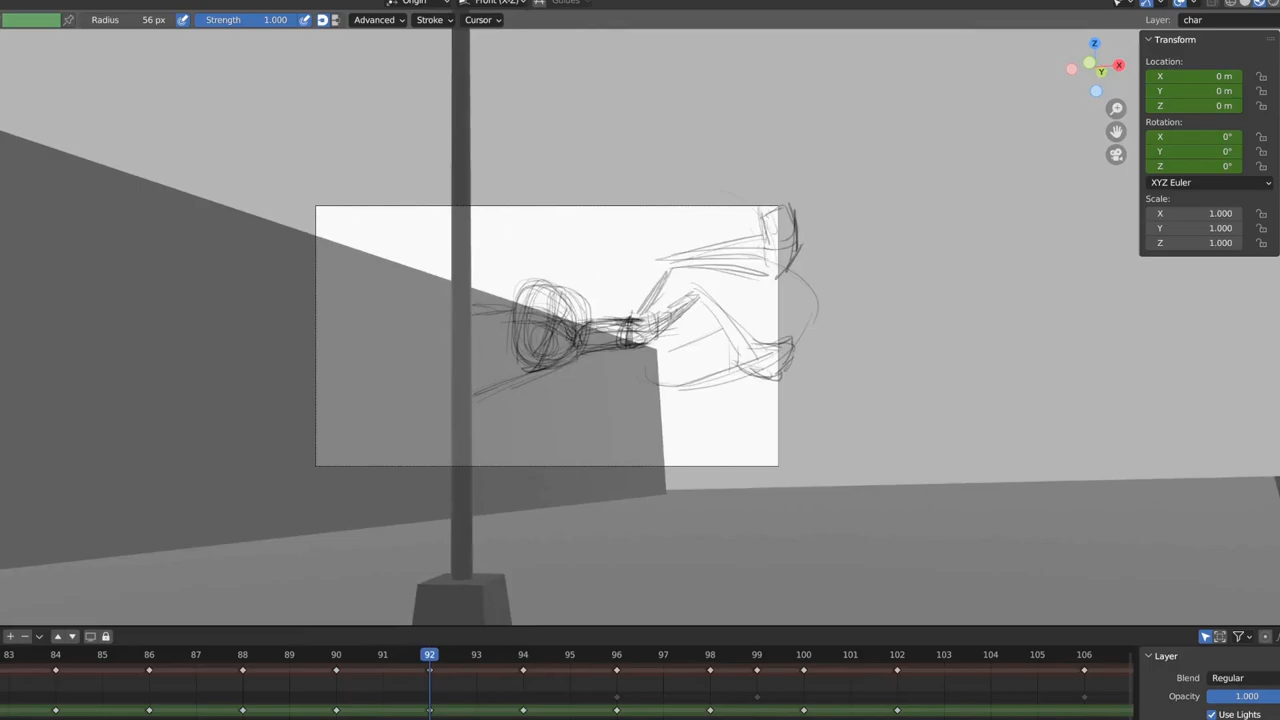 Origin Front (X-Z) Guides
Radius 56 px Strength 1.000 Advanced Stroke Cursor Layer: char
Transform
Z
X
Y
Location:
X 0 m
Y 0 m
Z 0 m
Rotation:
X 0°
Y 0°
Z 0°
XYZ Euler
Scale:
X 1.000
Y 1.000
Z 1.000
83 84 85 86 87 88 89 90 91 92 93 94 95 96 97 98 99 100 101 102 103 104 105 106
Layer
Blend Regular
Opacity 1.000
Use Lights